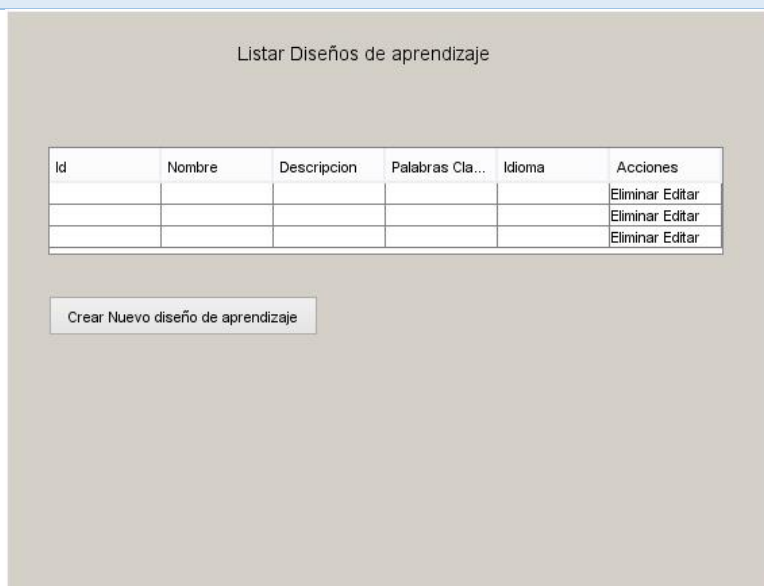 Listar Diseños de aprendizaje
Id Nombre Descripcion Palabras Cla... Idioma Acciones
Eliminar Editar
Eliminar Editar
Eliminar Editar
Crear Nuevo diseño de aprendizaje